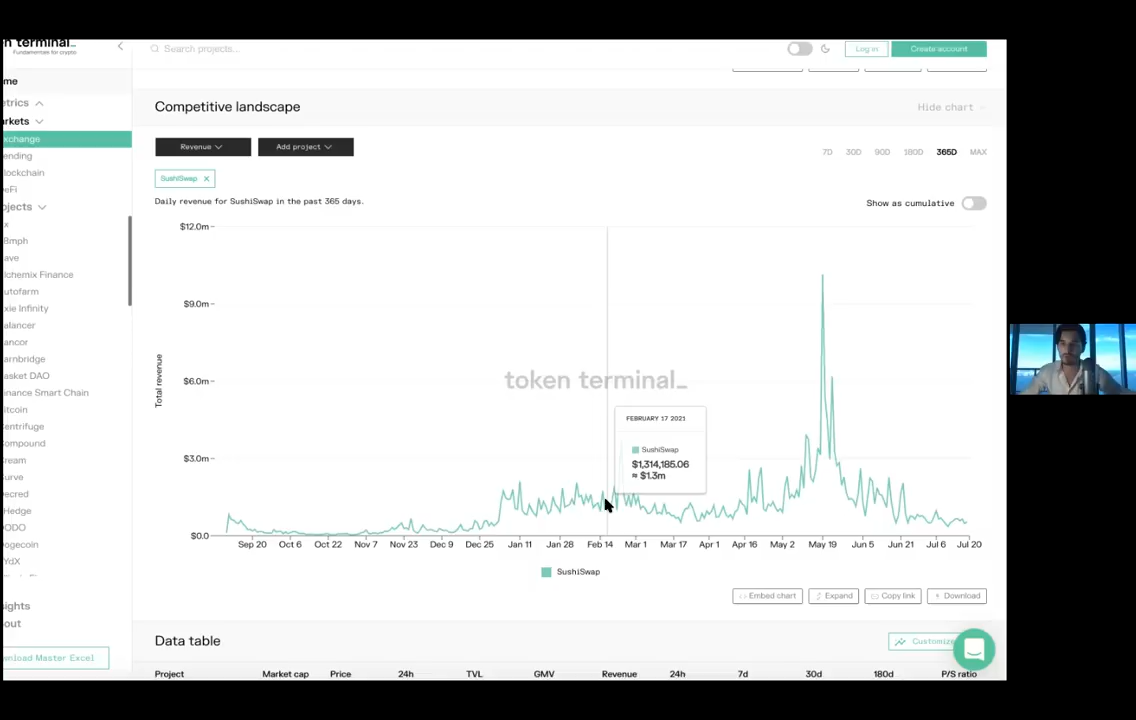 n terminal_
Fundamentals for crypto
Search projects...
Log in
Create account
me
etrics
arkets
xchange
ending
lockchain
eFi
ojects
x
8mph
ave
lchemix Finance
utofarm
xie Infinity
alancer
ancor
arnbridge
asket DAO
inance Smart Chain
itcoin
entrifuge
ompound
ream
urve
ecred
Hedge
ODO
ogecoin
YdX
sights
out
wnload Master Excel
Competitive landscape
Hide chart
Revenue
Add project
7D 30D 90D 180D 365D MAX
SushiSwap ×
Daily revenue for SushiSwap in the past 365 days.
Show as cumulative
$12.0m
$9.0m
$6.0m
$3.0m
$0.0
Total revenue
token terminal_
FEBRUARY 17 2021
SushiSwap
$1,314,185.06
≈ $1.3m
Sep 20 Oct 6 Oct 22 Nov 7 Nov 23 Dec 9 Dec 25 Jan 11 Jan 28 Feb 14 Mar 1 Mar 17 Apr 1 Apr 16 May 2 May 19 Jun 5 Jun 21 Jul 6 Jul 20
SushiSwap
Embed chart
Expand
Copy link
Download
Data table
Customize
Project Market cap Price 24h TVL GMV Revenue 24h 7d 30d 180d P/S ratio